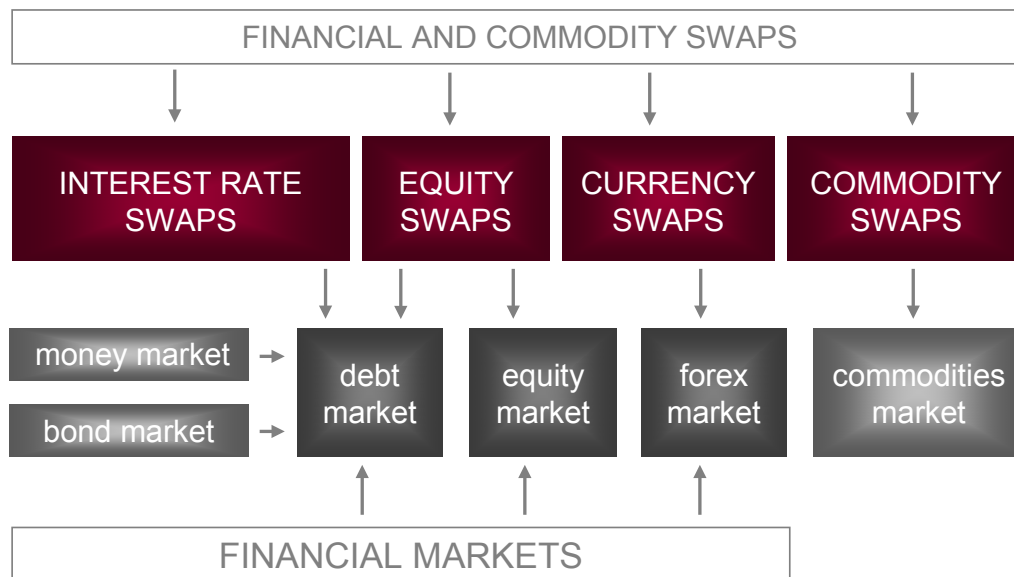 FINANCIAL AND COMMODITY SWAPS
INTEREST RATE
SWAPS
EQUITY
SWAPS
CURRENCY
SWAPS
COMMODITY
SWAPS
money market
bond market
debt
market
equity
market
forex
market
commodities
market
FINANCIAL MARKETS